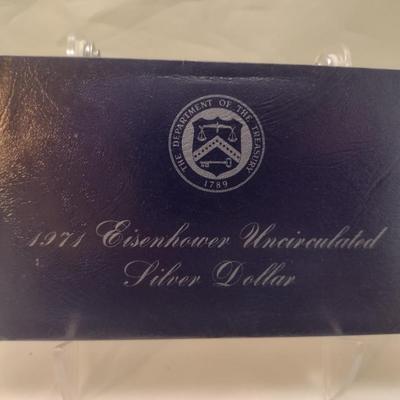 THE DEPARTMENT OF THE TREASURY
1789
1971 Eisenhower Uncirculated
Silver Dollar